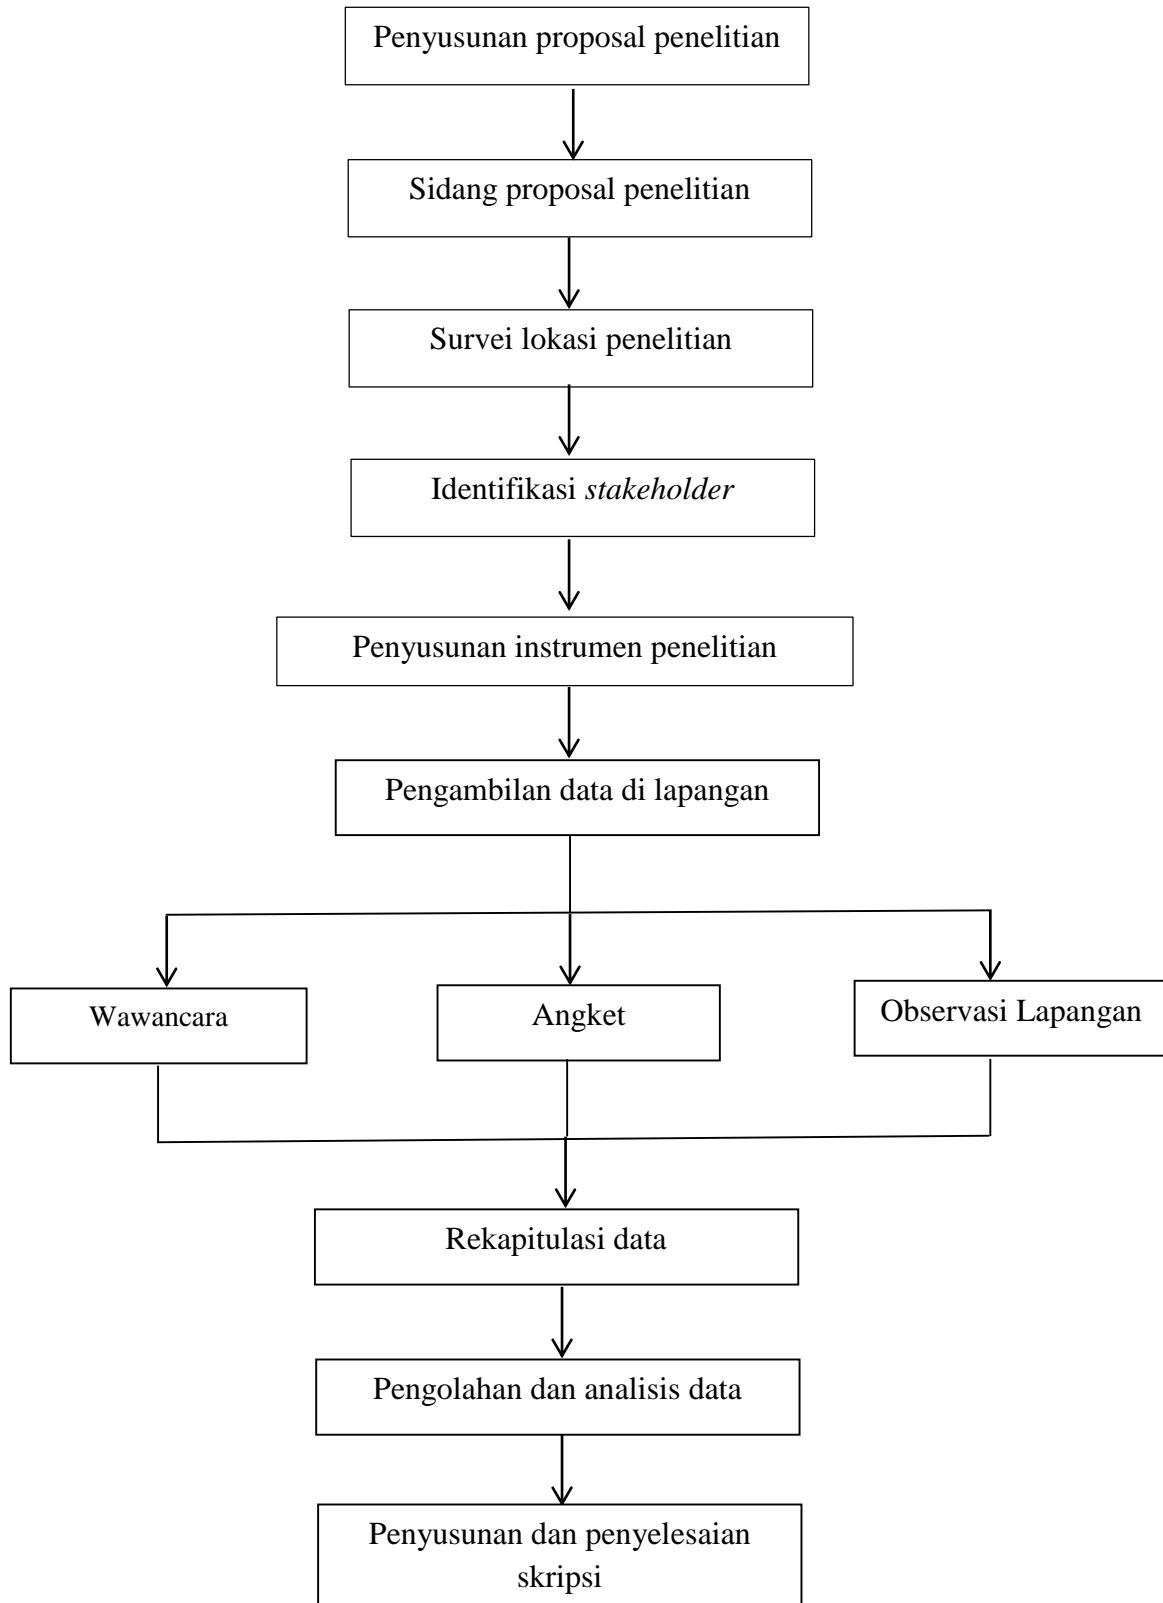 Penyusunan proposal penelitian
Sidang proposal penelitian
Survei lokasi penelitian
Identifikasi stakeholder
Penyusunan instrumen penelitian
Pengambilan data di lapangan
Wawancara
Angket
Observasi Lapangan
Rekapitulasi data
Pengolahan dan analisis data
Penyusunan dan penyelesaian
skripsi